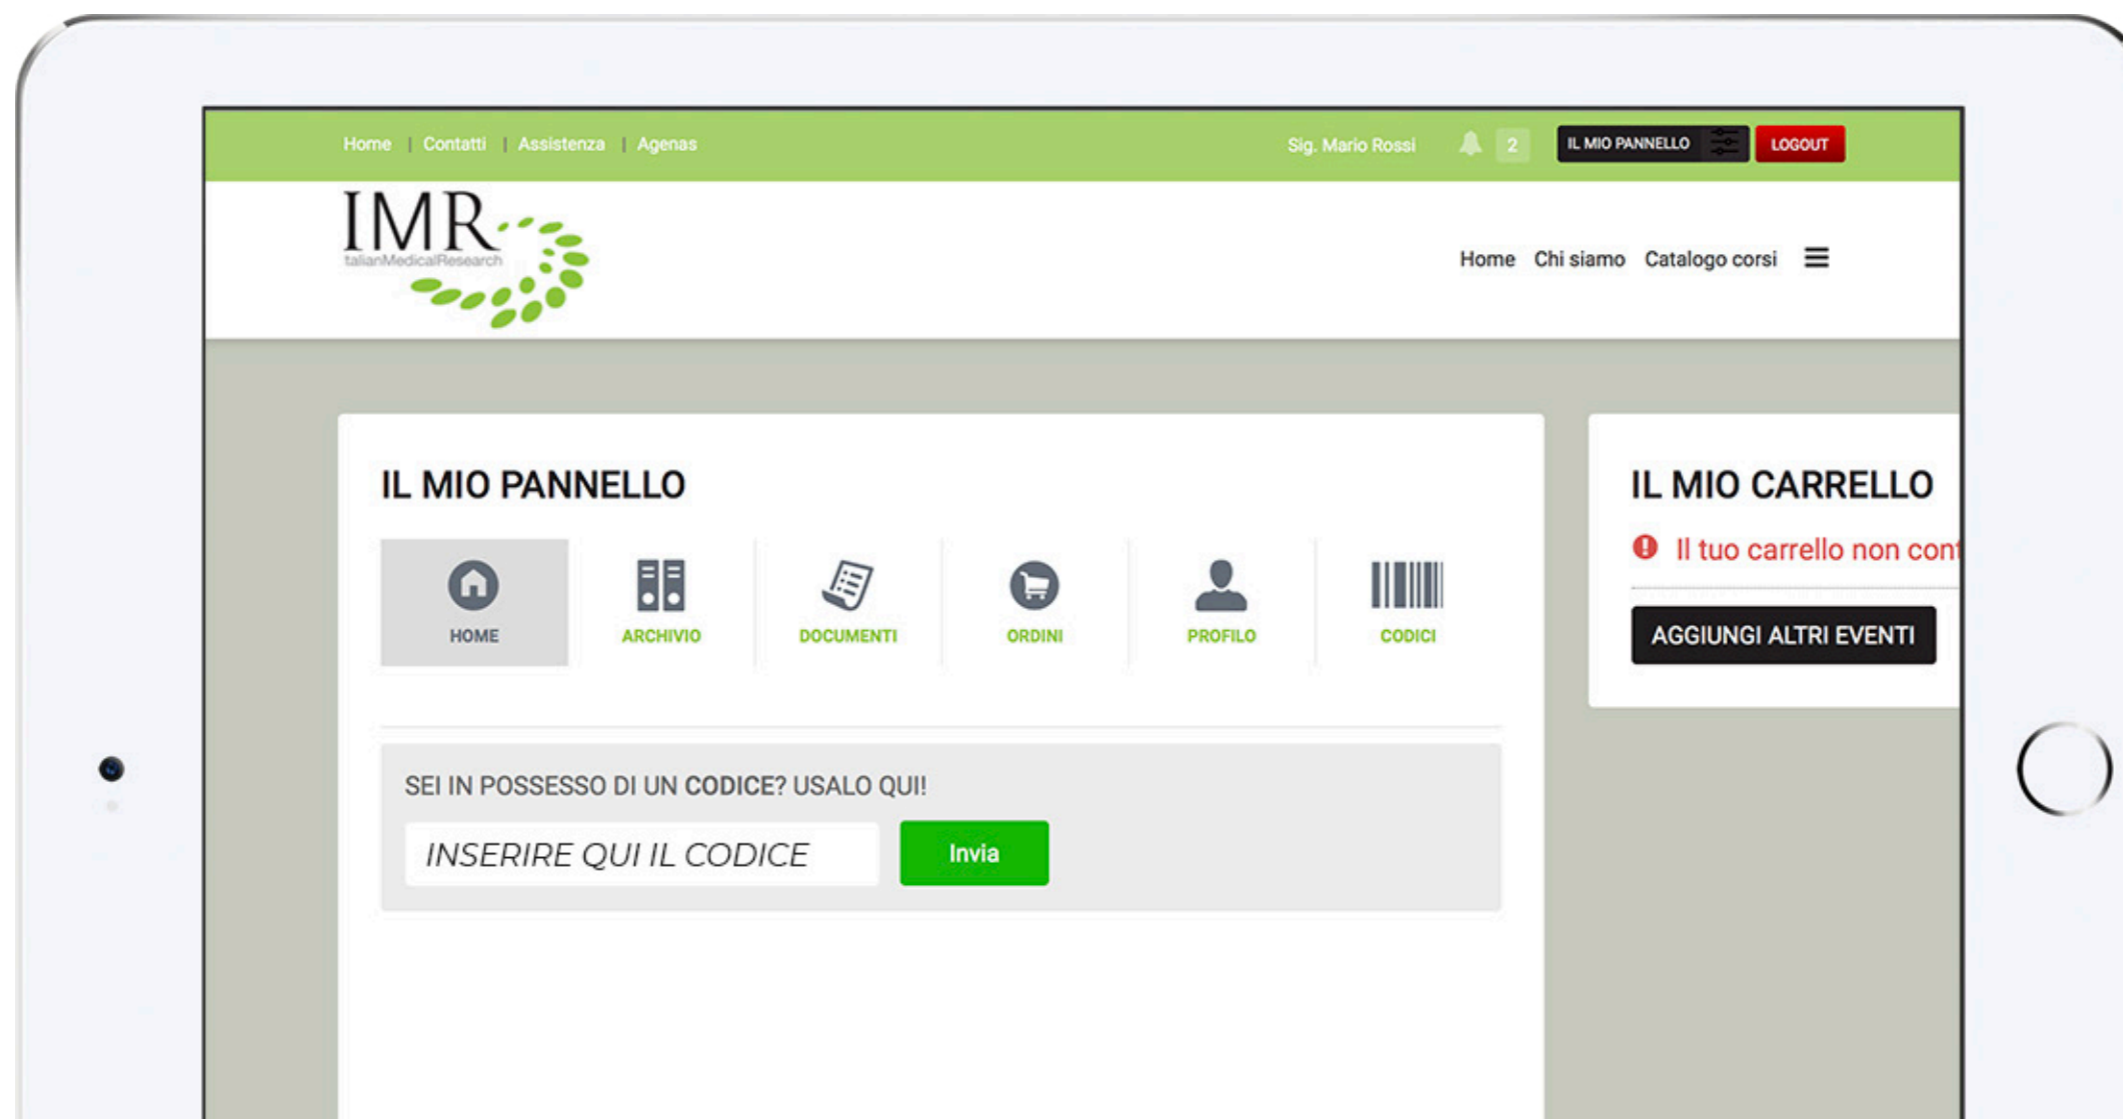 Home | Contatti | Assistenza | Agenas
Sig. Mario Rossi 2 IL MIO PANNELLO LOGOUT
IMR
talianMedicalResearch
Home Chi siamo Catalogo corsi
IL MIO PANNELLO
HOME ARCHIVIO DOCUMENTI ORDINI PROFILO CODICI
SEI IN POSSESSO DI UN CODICE? USALO QUI!
INSERIRE QUI IL CODICE Invia
IL MIO CARRELLO
Il tuo carrello non cont
AGGIUNGI ALTRI EVENTI